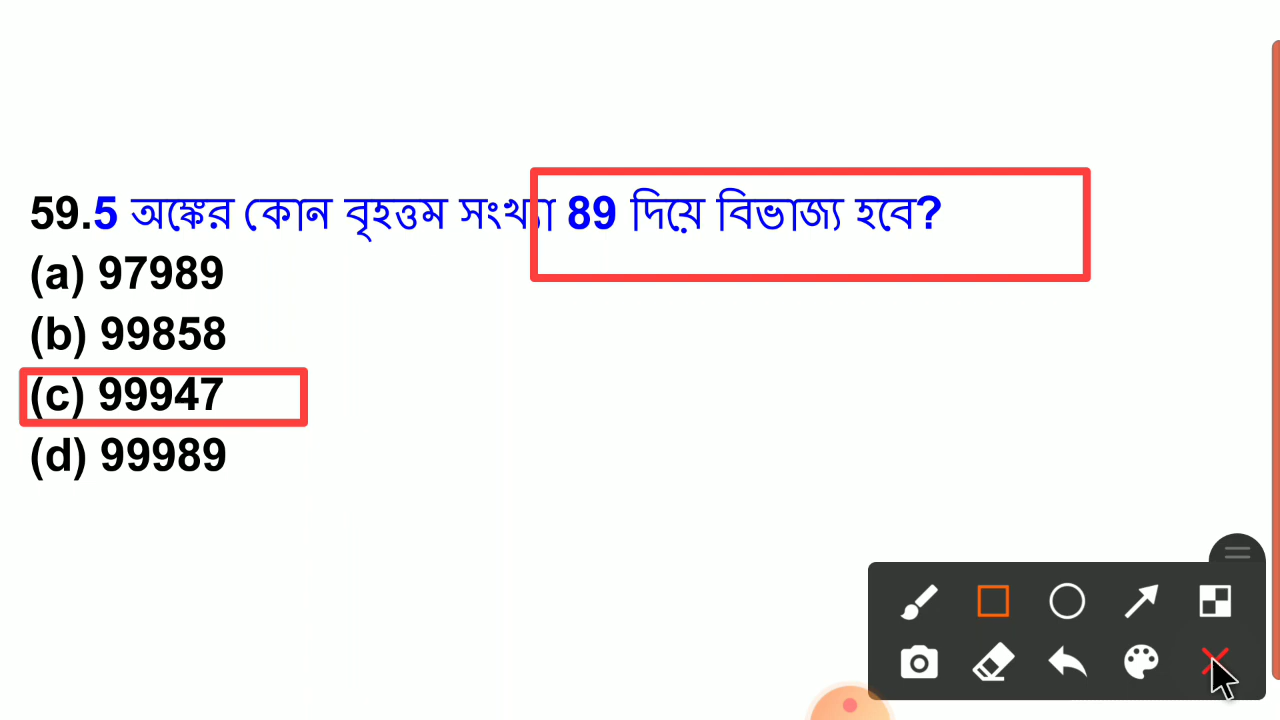 59.5 অঙ্কের কোন বৃহত্তম সংখ্যা 89 দিয়ে বিভাজ্য হবে?
(a) 97989
(b) 99858
(c) 99947
(d) 99989